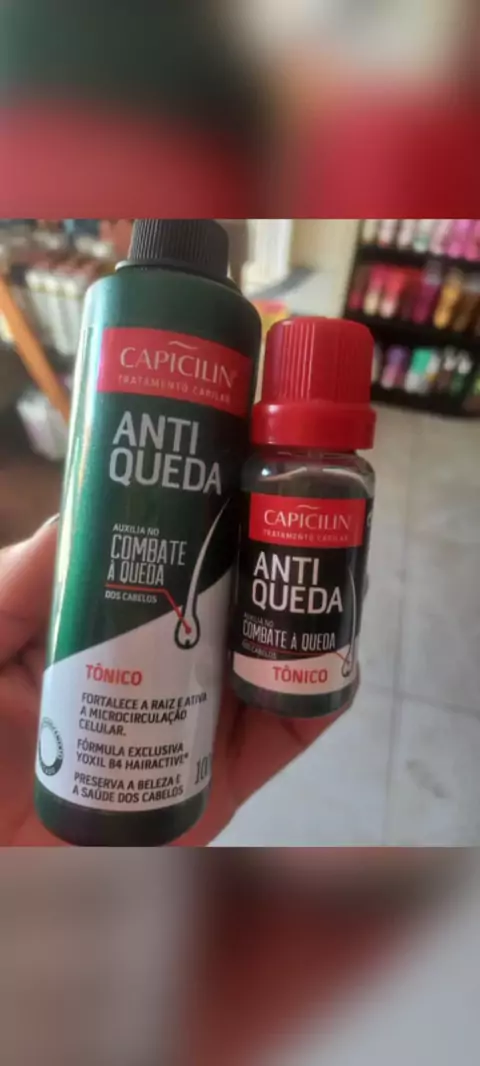 CAPICILIN
TRATAMENTO CAPILAR
ANTI
QUEDA
AUXILIA NO
COMBATE
À QUEDA
DOS CABELOS
TÔNICO
FORTALECE A RAIZ E ATIVA
A MICROCIRCULAÇÃO
CELULAR.
FÓRMULA EXCLUSIVA
YOXIL B4 HAIRACTIVE®
PRESERVA A BELEZA E
A SAÚDE DOS CABELOS
CAPICILIN
TRATAMENTO CAPILAR
ANTI
QUEDA
AUXILIA NO
COMBATE À QUEDA
DOS CABELOS
TÔNICO